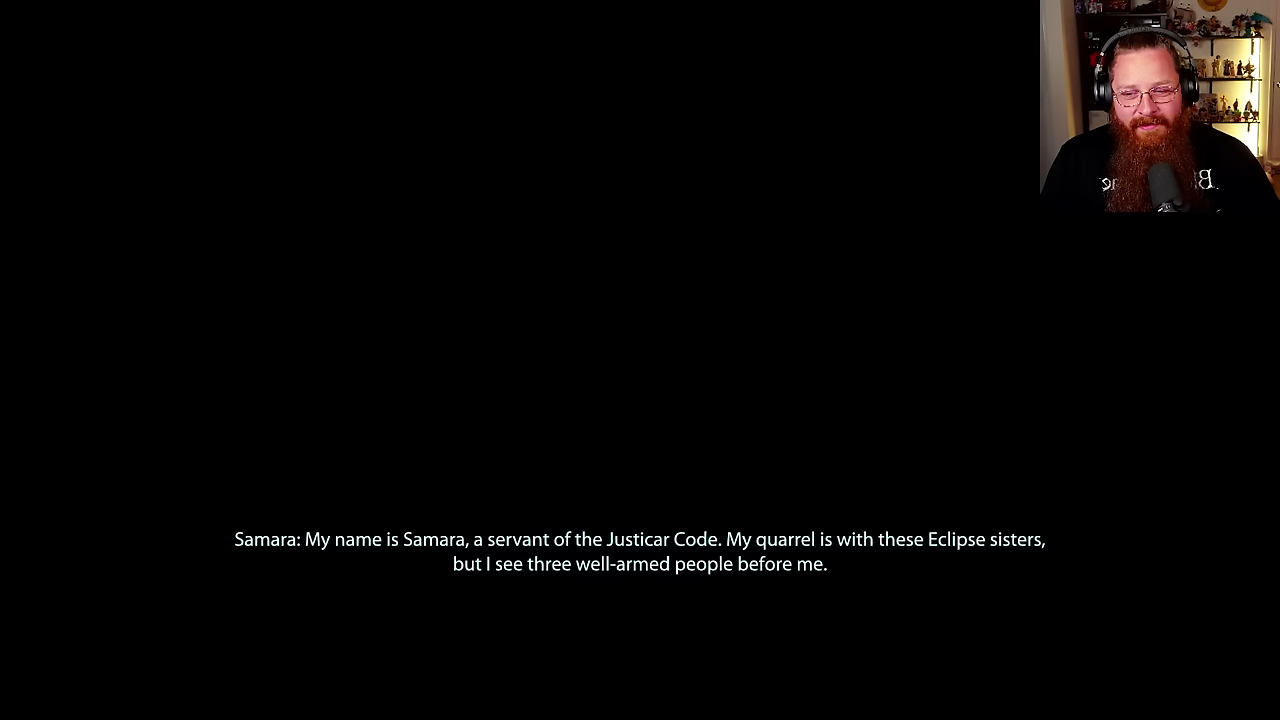 Samara: My name is Samara, a servant of the Justicar Code. My quarrel is with these Eclipse sisters,
but I see three well-armed people before me.